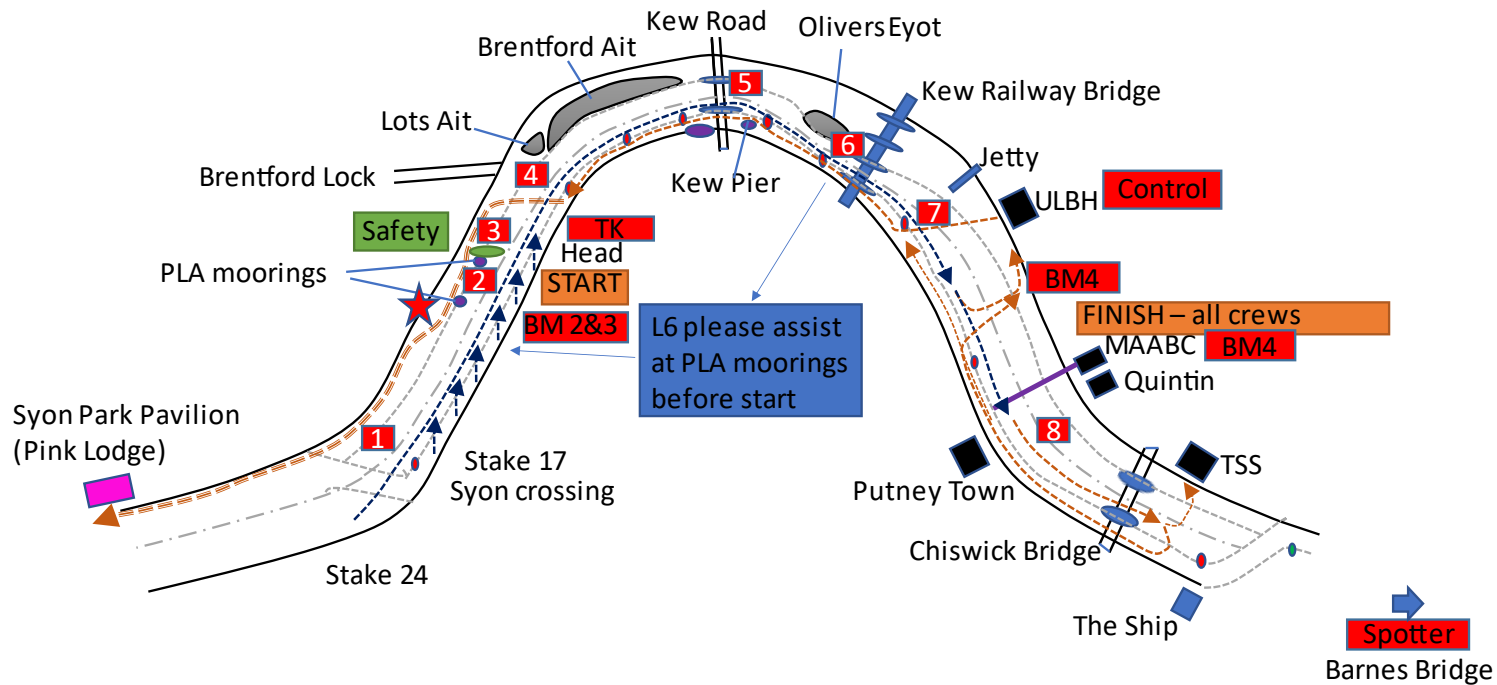 Kew Road
Olivers Eyot
Brentford Ait
5
Kew Railway Bridge
Lots Ait
6
Jetty
Brentford Lock
4
Kew Pier
ULBH
Control
7
Safety
3
TK
Head
PLA moorings
2
START
BM4
BM 2&3
L6 please assist
at PLA moorings
before start
FINISH – all crews
MAABC
BM4
Quintin
Syon Park Pavilion
(Pink Lodge)
1
8
Stake 17
Syon crossing
Putney Town
TSS
Chiswick Bridge
Stake 24
The Ship
Spotter
Barnes Bridge